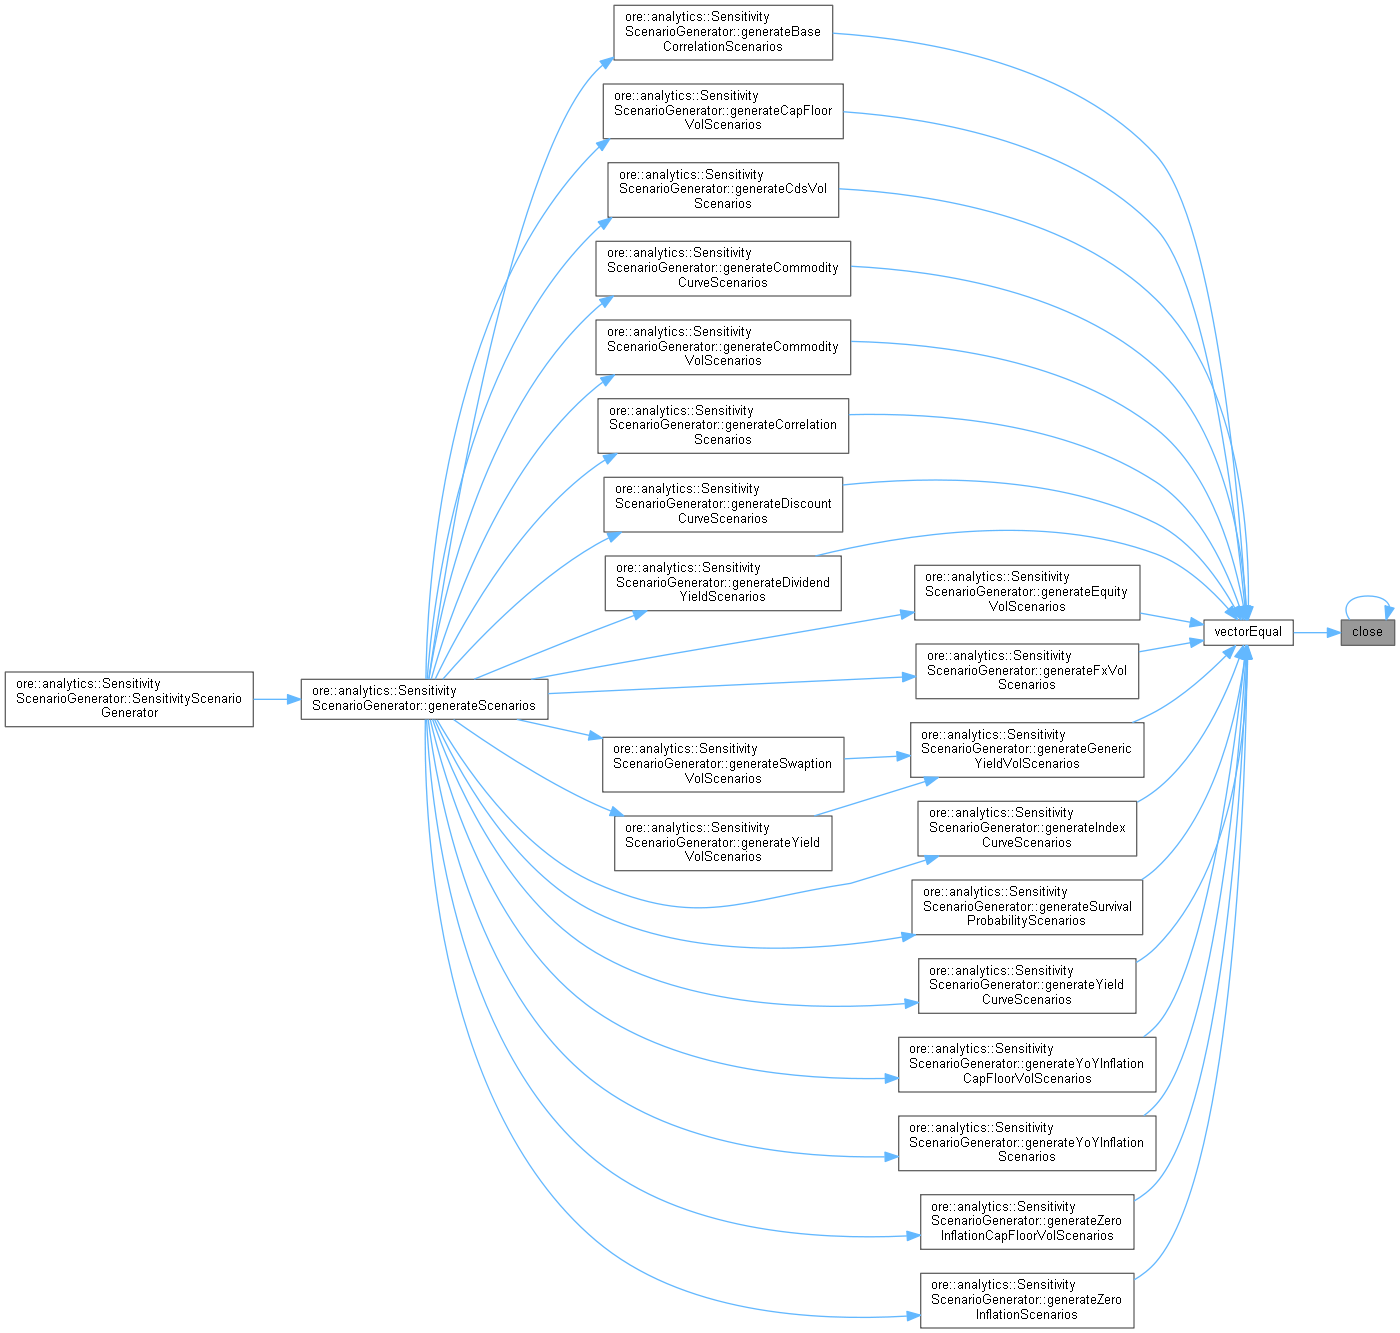 ore::analytics::Sensitivity
ScenarioGenerator::generateBase
CorrelationScenarios
ore::analytics::Sensitivity
ScenarioGenerator::generateCapFloor
VolScenarios
ore::analytics::Sensitivity
ScenarioGenerator::generateCdsVol
Scenarios
ore::analytics::Sensitivity
ScenarioGenerator::generateCommodity
CurveScenarios
ore::analytics::Sensitivity
ScenarioGenerator::generateCommodity
VolScenarios
ore::analytics::Sensitivity
ScenarioGenerator::generateCorrelation
Scenarios
ore::analytics::Sensitivity
ScenarioGenerator::generateDiscount
CurveScenarios
ore::analytics::Sensitivity
ScenarioGenerator::generateDividend
YieldScenarios
ore::analytics::Sensitivity
ScenarioGenerator::generateEquity
VolScenarios
vectorEqual
close
ore::analytics::Sensitivity
ScenarioGenerator::generateFxVol
Scenarios
ore::analytics::Sensitivity
ScenarioGenerator::SensitivityScenario
Generator
ore::analytics::Sensitivity
ScenarioGenerator::generateScenarios
ore::analytics::Sensitivity
ScenarioGenerator::generateSwaption
VolScenarios
ore::analytics::Sensitivity
ScenarioGenerator::generateGeneric
YieldVolScenarios
ore::analytics::Sensitivity
ScenarioGenerator::generateYield
VolScenarios
ore::analytics::Sensitivity
ScenarioGenerator::generateIndex
CurveScenarios
ore::analytics::Sensitivity
ScenarioGenerator::generateSurvival
ProbabilityScenarios
ore::analytics::Sensitivity
ScenarioGenerator::generateYield
CurveScenarios
ore::analytics::Sensitivity
ScenarioGenerator::generateYoYInflation
CapFloorVolScenarios
ore::analytics::Sensitivity
ScenarioGenerator::generateYoYInflation
Scenarios
ore::analytics::Sensitivity
ScenarioGenerator::generateZero
InflationCapFloorVolScenarios
ore::analytics::Sensitivity
ScenarioGenerator::generateZero
InflationScenarios